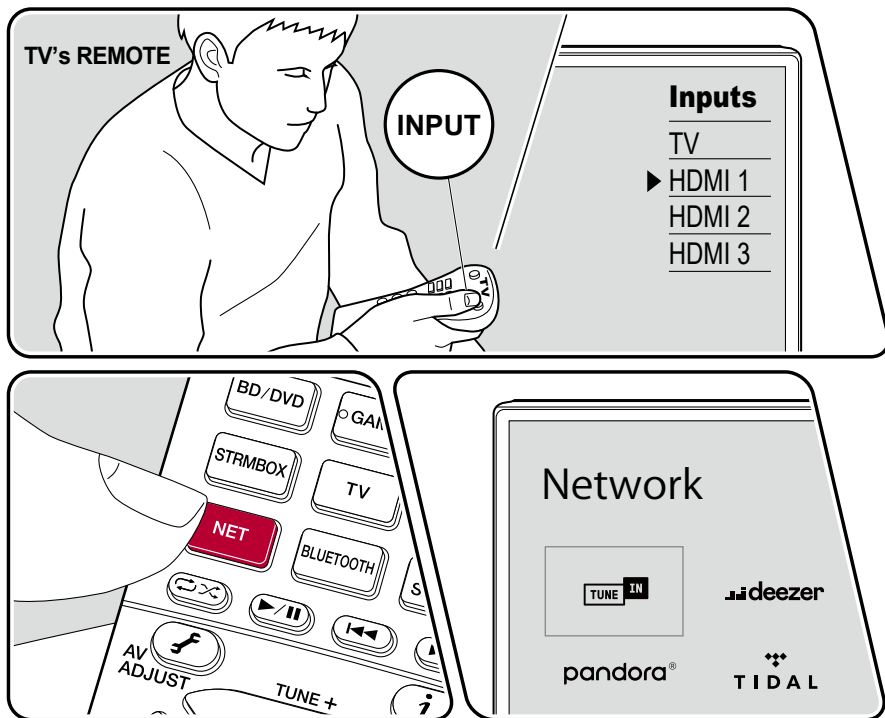 TV's REMOTE
INPUT
TV
Inputs
TV
HDMI 1
HDMI 2
HDMI 3
BD/DVD
STRMBOX
TV
NET
BLUETOOTH
AV
ADJUST
TUNE +
i
Network
TUNE IN
deezer
pandora®
TIDAL